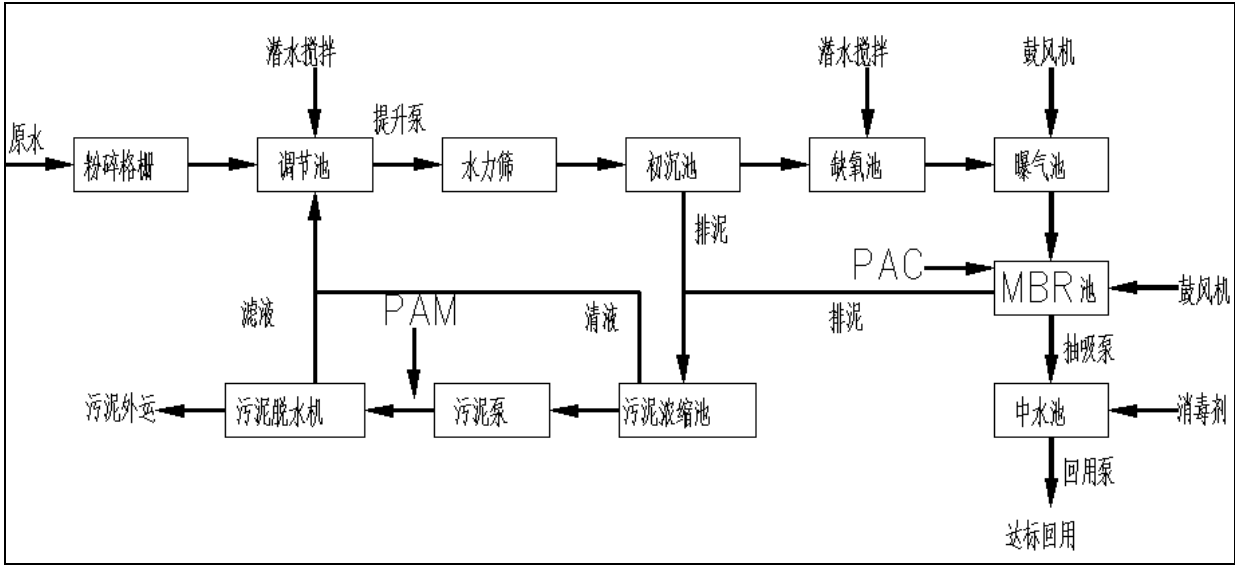 潜水搅拌
潜水搅拌
鼓风机
原水
提升泵
粉碎格栅
调节池
水力筛
初沉池
缺氧池
曝气池
排泥
PAC
MBR 池
鼓风机
滤液
PAM
清液
排泥
抽吸泵
污泥外运
污泥脱水机
污泥泵
污泥浓缩池
中水池
消毒剂
回用泵
达标回用